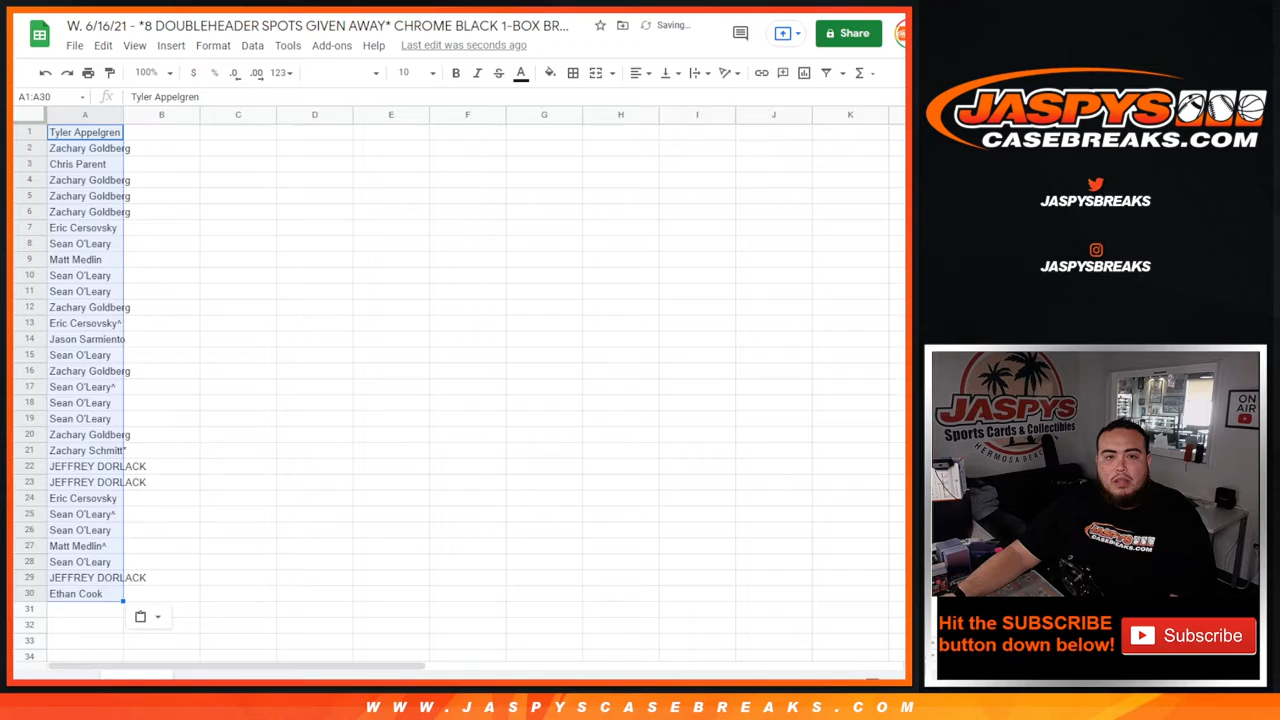 W. 6/16/21 - *8 DOUBLEHEADER SPOTS GIVEN AWAY* CHROME BLACK 1-BOX BR...
Saving...
File Edit View Insert Format Data Tools Add-ons Help Last edit was seconds ago
Share
100% $ % .0 .00 123 10 B I S A
A1:A30 fx Tyler Appelgren
A B C D E F G H I J K
1 Tyler Appelgren
2 Zachary Goldberg
3 Chris Parent
4 Zachary Goldberg
5 Zachary Goldberg
6 Zachary Goldberg
7 Eric Cersovsky
8 Sean O'Leary
9 Matt Medlin
10 Sean O'Leary
11 Sean O'Leary
12 Zachary Goldberg
13 Eric Cersovsky^
14 Jason Sarmiento
15 Sean O'Leary
16 Zachary Goldberg
17 Sean O'Leary^
18 Sean O'Leary
19 Sean O'Leary
20 Zachary Goldberg
21 Zachary Schmitt*
22 JEFFREY DORLACK
23 JEFFREY DORLACK
24 Eric Cersovsky
25 Sean O'Leary^
26 Sean O'Leary
27 Matt Medlin^
28 Sean O'Leary
29 JEFFREY DORLACK
30 Ethan Cook
31
32
33
34
JASPYS
CASEBREAKS.COM
JASPYSBREAKS
JASPYSBREAKS
JASPYS
Sports Cards & Collectibles
HERMOSA BEACH
ON
AIR
JASPYS
CASEBREAKS.COM
Hit the SUBSCRIBE
button down below!
Subscribe
WWW.JASPYSCASEBREAKS.COM